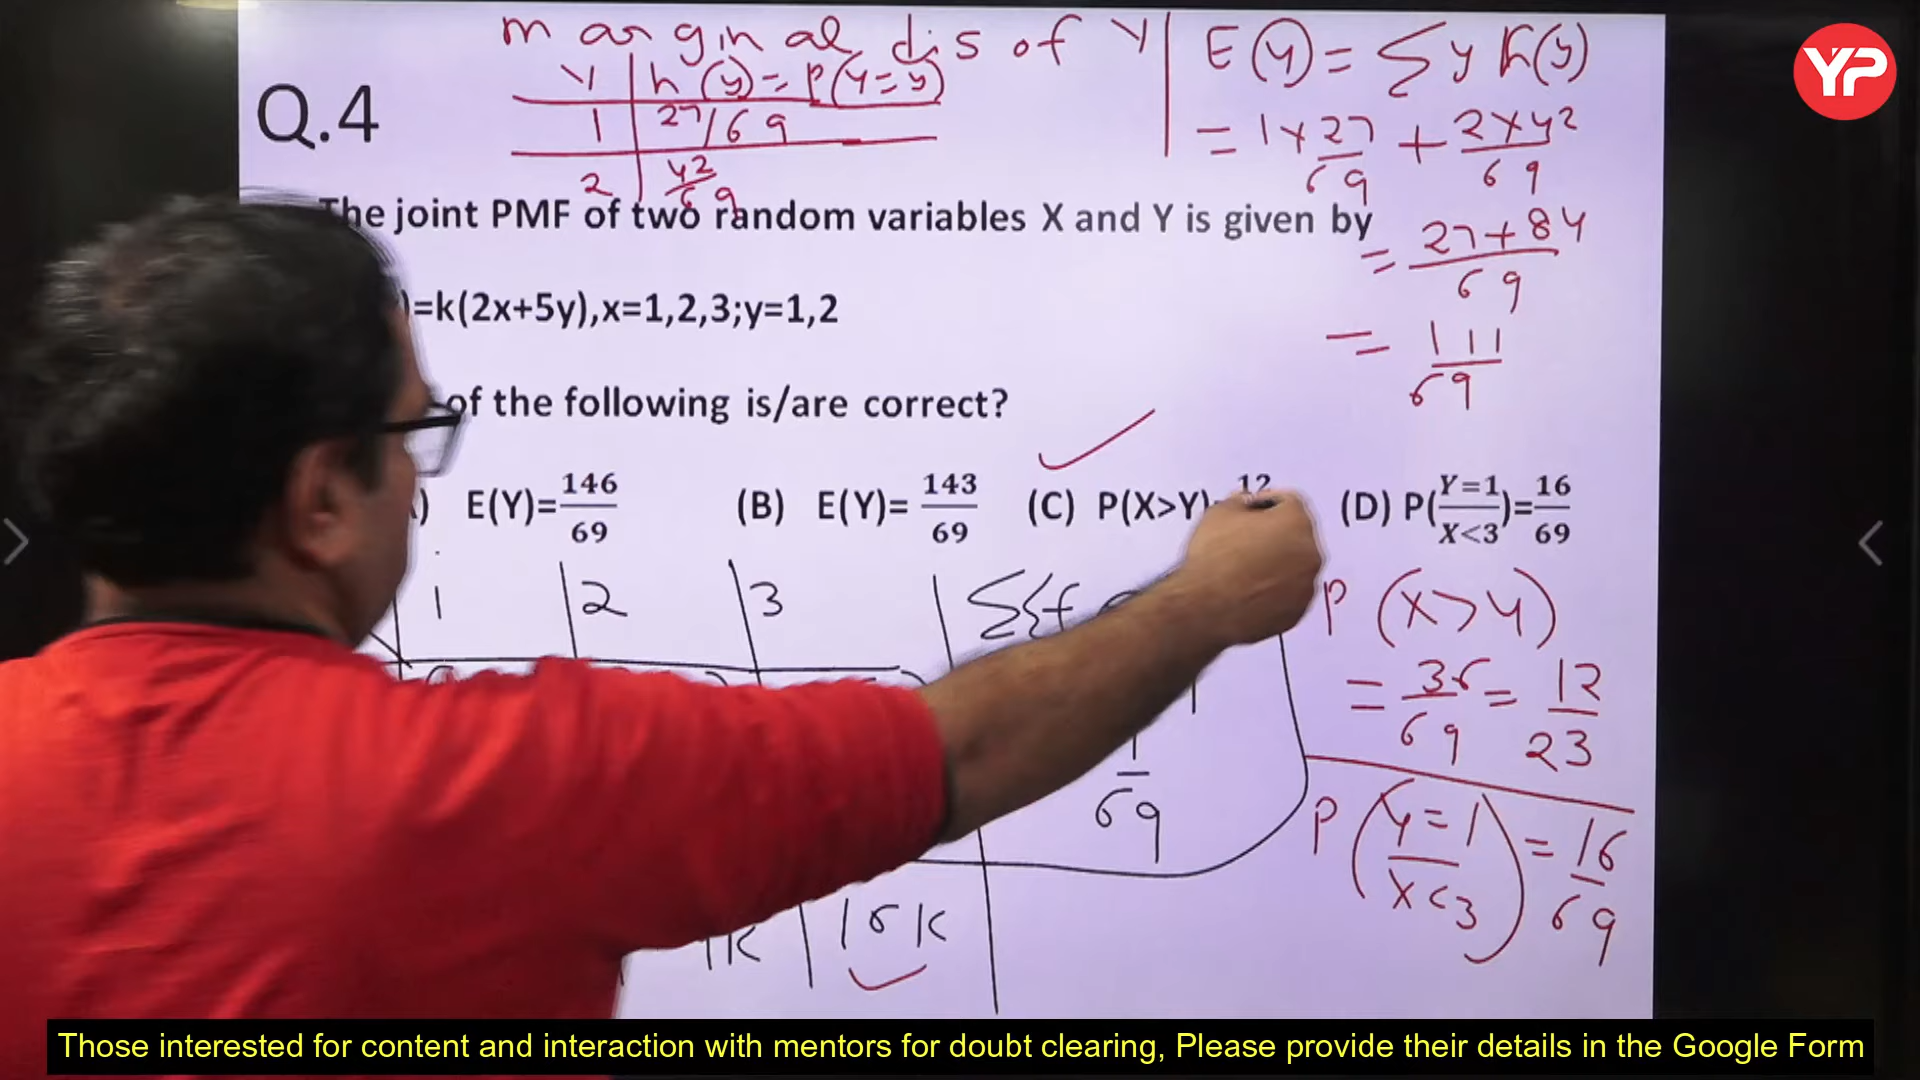 marginal dis of Y
Y | h(y) = P(Y=y)
1 | 27/69
2 | 42/69
E(Y) = ∑ y h(y)
= 1×27/69 + 2×42/69
= 27+84/69
= 111/69
YP
Q.4
The joint PMF of two random variables X and Y is given by
)=k(2x+5y),x=1,2,3;y=1,2
of the following is/are correct?
) E(Y)=146/69 (B) E(Y)= 143/69 (C) P(X>Y)= 12 (D) P(Y=1/X<3)=16/69
1 | 2 | 3 | ∑{f
69
16K
P(X>Y)
= 36/69 = 12/23
P(Y=1/X<3) = 16/69
Those interested for content and interaction with mentors for doubt clearing, Please provide their details in the Google Form